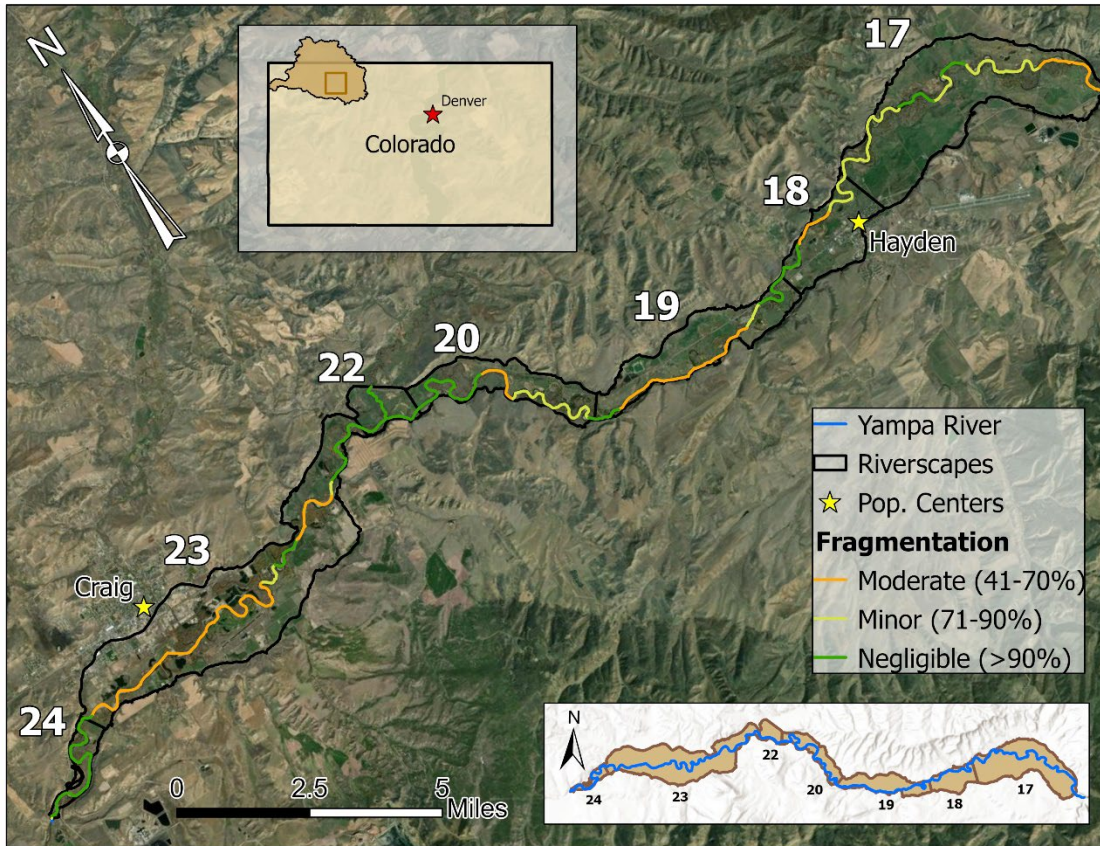 N
Denver
Colorado
17
18
Hayden
19
20
22
23
Craig
24
0 2.5 5
Miles
Yampa River
Riverscapes
Pop. Centers
Fragmentation
Moderate (41-70%)
Minor (71-90%)
Negligible (>90%)
N
22
24 23 20 19 18 17